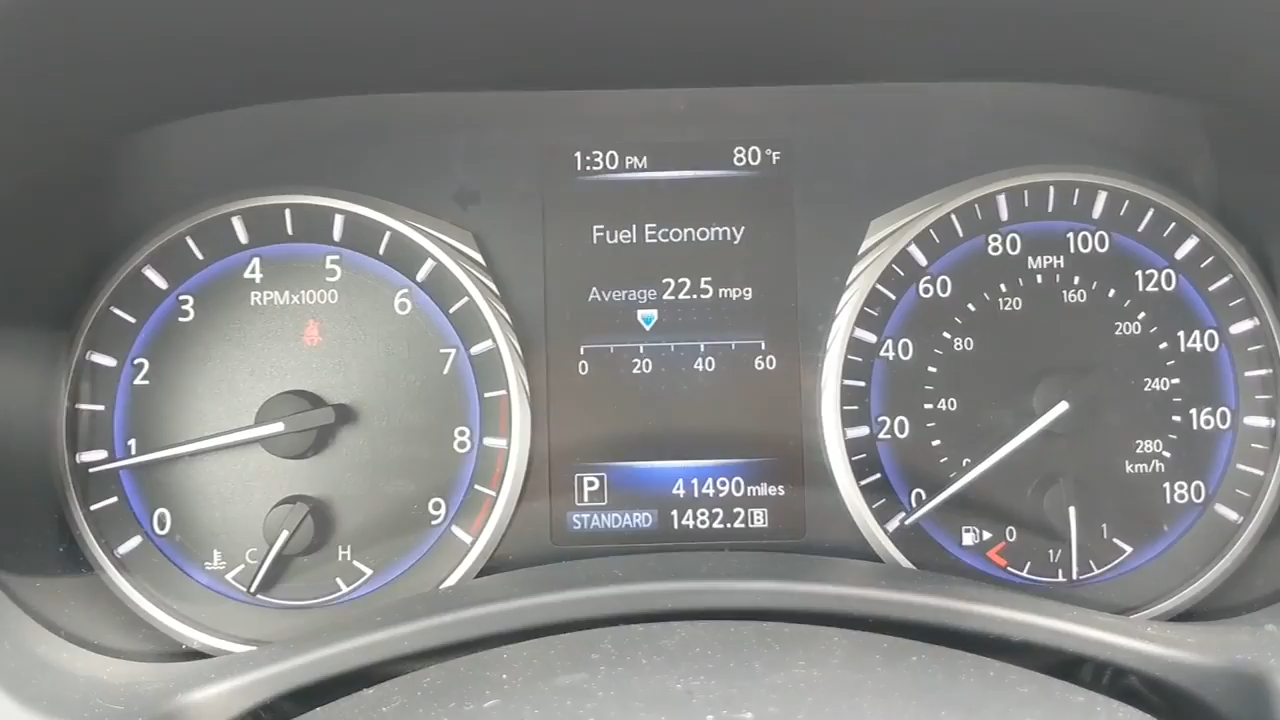 1:30 PM 80°F
Fuel Economy
Average 22.5 mpg
0 20 40 60
P 41490 miles
STANDARD 1482.2 B
0 1 2 3 4 5 6 7 8 9
RPMx1000
C H
0 20 40 60 80 100 120 140 160 180
MPH
0 40 80 120 160 200 240 280
km/h
0 1/ 1